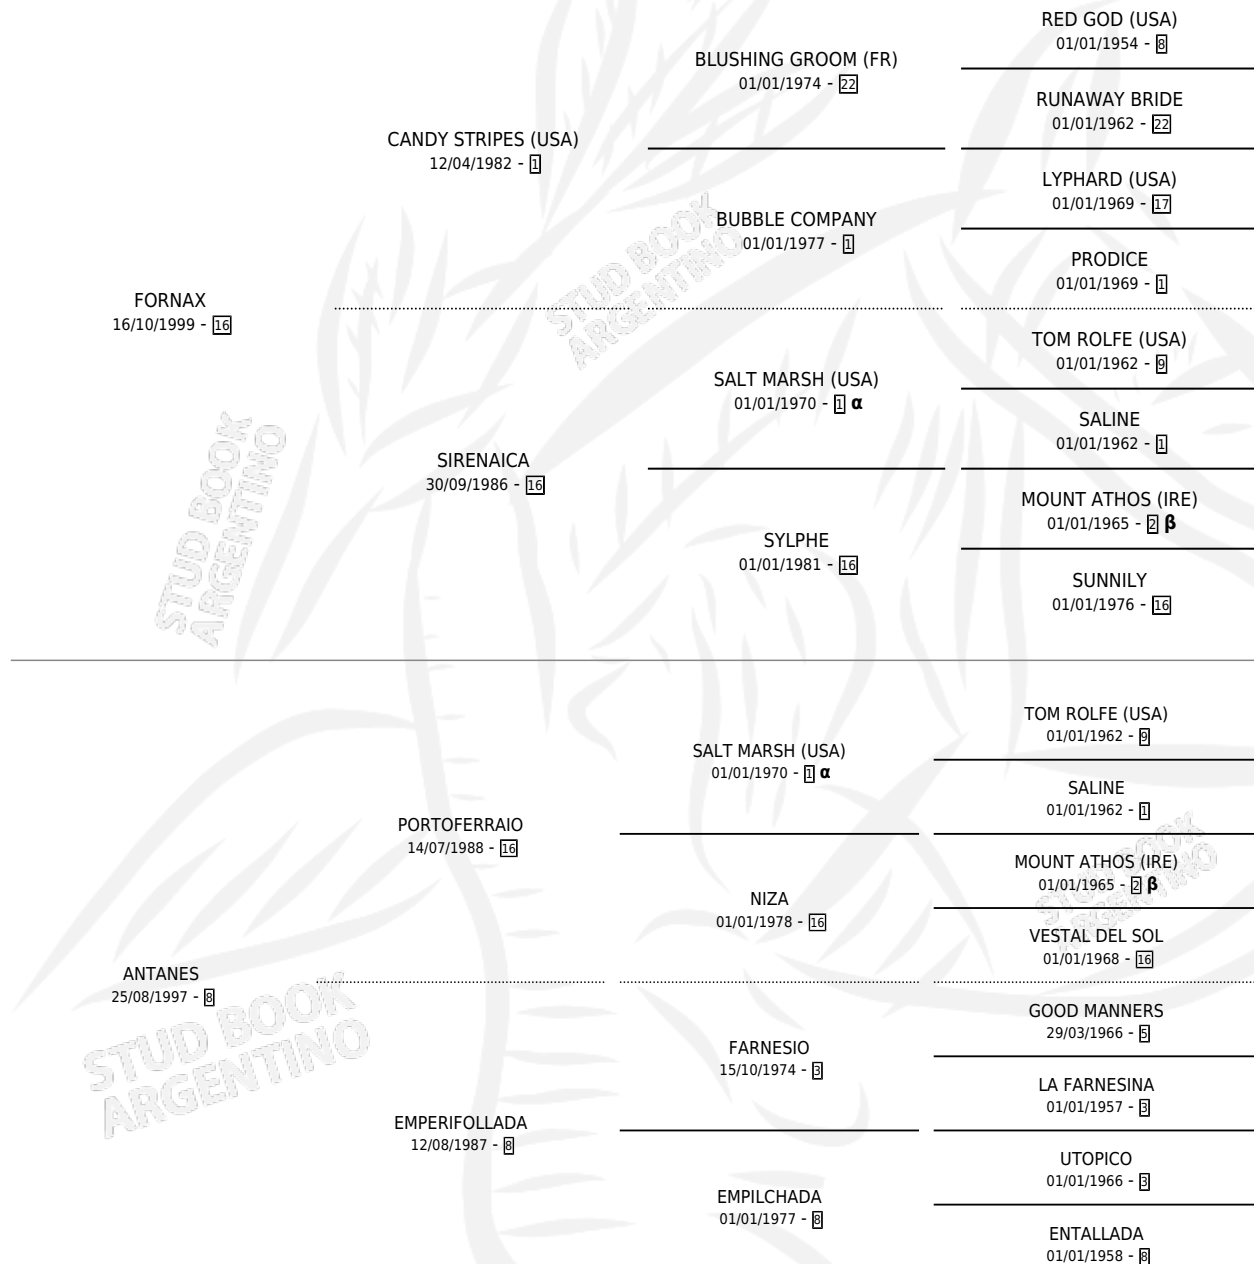 RED GOD (USA)
01/01/1954 - 8
BLUSHING GROOM (FR)
01/01/1974 - 22
RUNAWAY BRIDE
01/01/1962 - 22
CANDY STRIPES (USA)
12/04/1982 - 1
LYPHARD (USA)
01/01/1969 - 17
BUBBLE COMPANY
01/01/1977 - 1
PRODICE
01/01/1969 - 1
STUD BOOK
ARGENTINO
FORNAX
16/10/1999 - 16
TOM ROLFE (USA)
01/01/1962 - 9
SALT MARSH (USA)
01/01/1970 - 1 α
SALINE
01/01/1962 - 1
SIRENAICA
30/09/1986 - 16
MOUNT ATHOS (IRE)
01/01/1965 - 2 β
SYLPHE
01/01/1981 - 16
SUNNILY
01/01/1976 - 16
STUD BOOK
ARGENTINO
TOM ROLFE (USA)
01/01/1962 - 9
SALT MARSH (USA)
01/01/1970 - 1 α
SALINE
01/01/1962 - 1
PORTOFERRAIO
14/07/1988 - 16
MOUNT ATHOS (IRE)
01/01/1965 - 2 β
NIZA
01/01/1978 - 16
VESTAL DEL SOL
01/01/1968 - 16
STUD BOOK
ARGENTINO
ANTANES
25/08/1997 - 8
GOOD MANNERS
29/03/1966 - 5
FARNESIO
15/10/1974 - 3
LA FARNESINA
01/01/1957 - 3
STUD BOOK
ARGENTINO
EMPERIFOLLADA
12/08/1987 - 8
UTOPICO
01/01/1966 - 3
EMPILCHADA
01/01/1977 - 8
ENTALLADA
01/01/1958 - 8